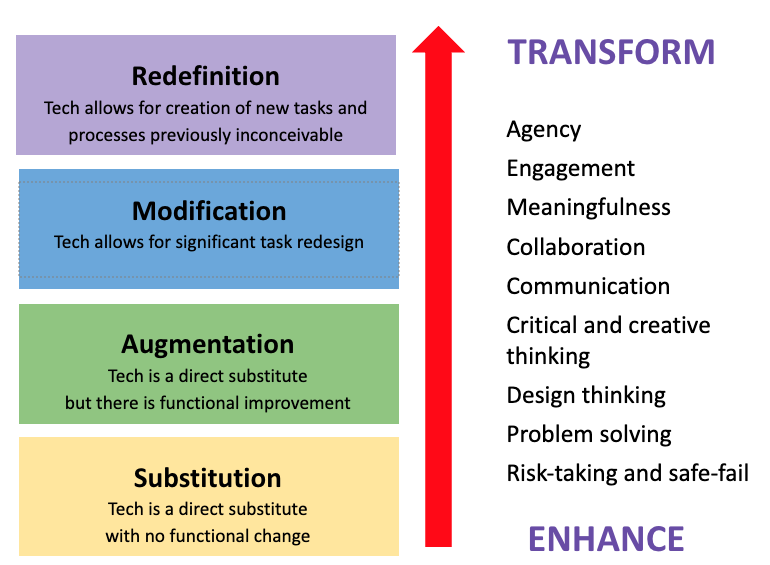 Redefinition
Tech allows for creation of new tasks and
processes previously inconceivable
Modification
Tech allows for significant task redesign
Augmentation
Tech is a direct substitute
but there is functional improvement
Substitution
Tech is a direct substitute
with no functional change
TRANSFORM
Agency
Engagement
Meaningfulness
Collaboration
Communication
Critical and creative
thinking
Design thinking
Problem solving
Risk-taking and safe-fail
ENHANCE